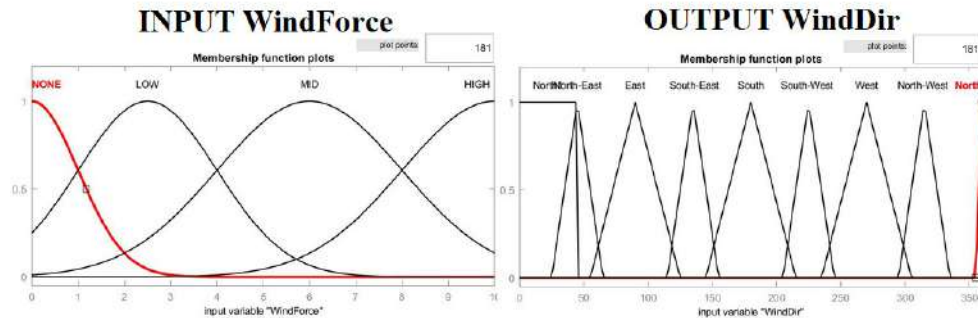 INPUT WindForce
plot points: 181
Membership function plots
NONE LOW MID HIGH
1
0.5
0
0 1 2 3 4 5 6 7 8 9 10
input variable "WindForce"
OUTPUT WindDir
plot points: 181
Membership function plots
North North-East East South-East South South-West West North-West North
1
0.5
0
0 50 100 150 200 250 300 350
input variable "WindDir"